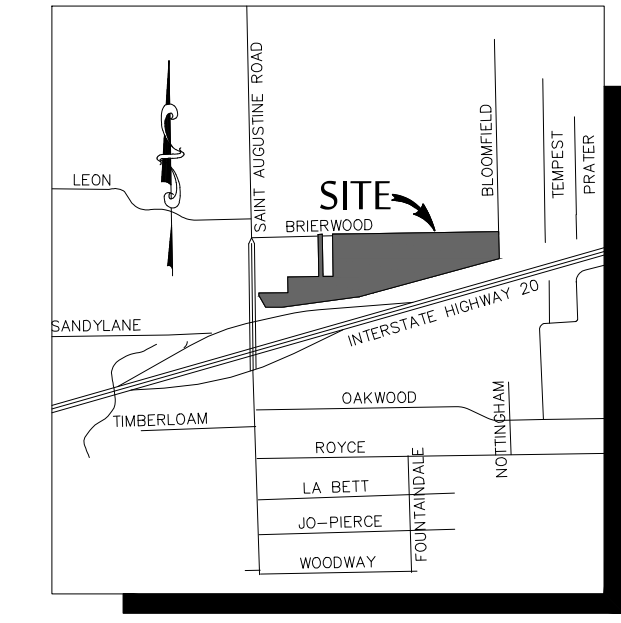 SAINT AUGUSTINE ROAD
BLOOMFIELD
TEMPEST
PRATER
LEON
SITE
BRIERWOOD
SANDYLANE
INTERSTATE HIGHWAY 20
TIMBERLOAM
OAKWOOD
NOTTINGHAM
ROYCE
FOUNTAINDALE
LA BETT
JO-PIERCE
WOODWAY